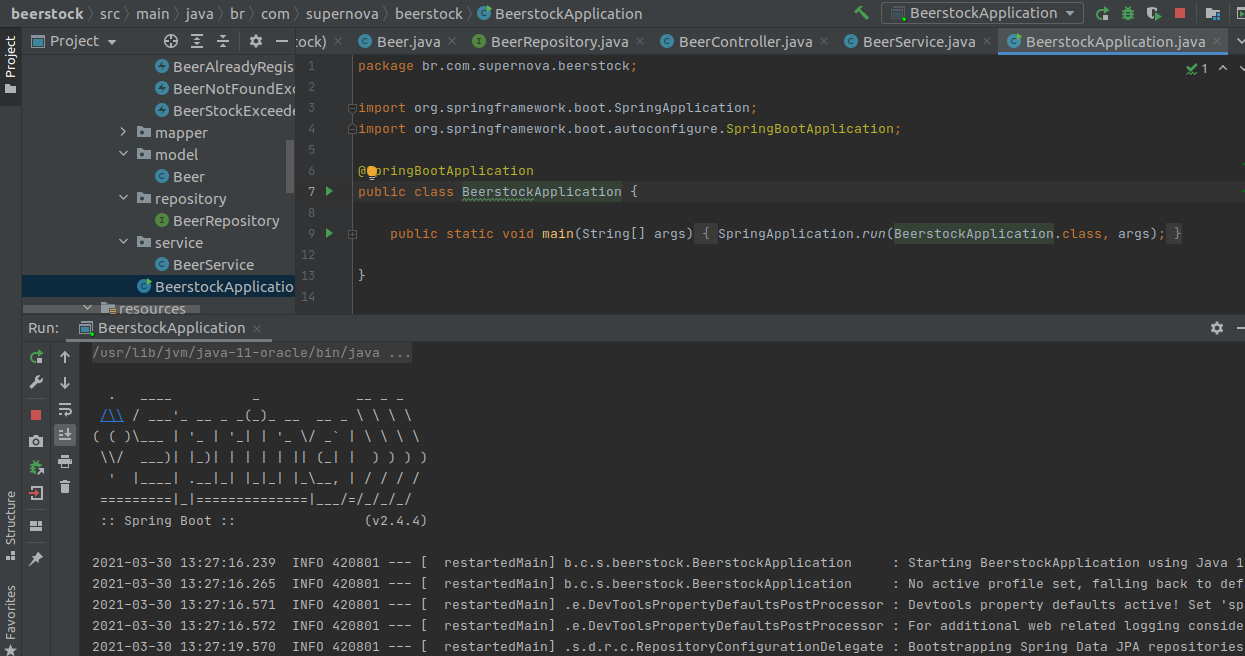 beerstock src main java br com supernova beerstock BeerstockApplication
BeerstockApplication
Project
Project
tock)
Beer.java
BeerRepository.java
BeerController.java
BeerService.java
BeerstockApplication.java
BeerAlreadyRegis
BeerNotFoundExc
BeerStockExceede
mapper
model
Beer
repository
BeerRepository
service
BeerService
BeerstockApplicatio
resources
1 package br.com.supernova.beerstock;
2
3 import org.springframework.boot.SpringApplication;
4 import org.springframework.boot.autoconfigure.SpringBootApplication;
5
6 @SpringBootApplication
7 public class BeerstockApplication {
8
9 public static void main(String[] args) { SpringApplication.run(BeerstockApplication.class, args); }
12
13 }
14
1
Run: BeerstockApplication
/usr/lib/jvm/java-11-oracle/bin/java ...
  .   ____          _            __ _ _
 /\\ / ___'_ __ _ _(_)_ __  __ _ \ \ \ \
( ( )\___ | '_ | '_| | '_ \/ _` | \ \ \ \
 \\/  ___)| |_)| | | | | || (_| |  ) ) ) )
  '  |____| .__|_| |_|_| |_\__, | / / / /
 =========|_|==============|___/=/_/_/_/
 :: Spring Boot ::                (v2.4.4)
2021-03-30 13:27:16.239  INFO 420801 --- [  restartedMain] b.c.s.beerstock.BeerstockApplication     : Starting BeerstockApplication using Java 1
2021-03-30 13:27:16.265  INFO 420801 --- [  restartedMain] b.c.s.beerstock.BeerstockApplication     : No active profile set, falling back to def
2021-03-30 13:27:16.571  INFO 420801 --- [  restartedMain] .e.DevToolsPropertyDefaultsPostProcessor : Devtools property defaults active! Set 'sp
2021-03-30 13:27:16.572  INFO 420801 --- [  restartedMain] .e.DevToolsPropertyDefaultsPostProcessor : For additional web related logging conside
2021-03-30 13:27:19.570  INFO 420801 --- [  restartedMain] .s.d.r.c.RepositoryConfigurationDelegate : Bootstrapping Spring Data JPA repositories
Structure
Favorites